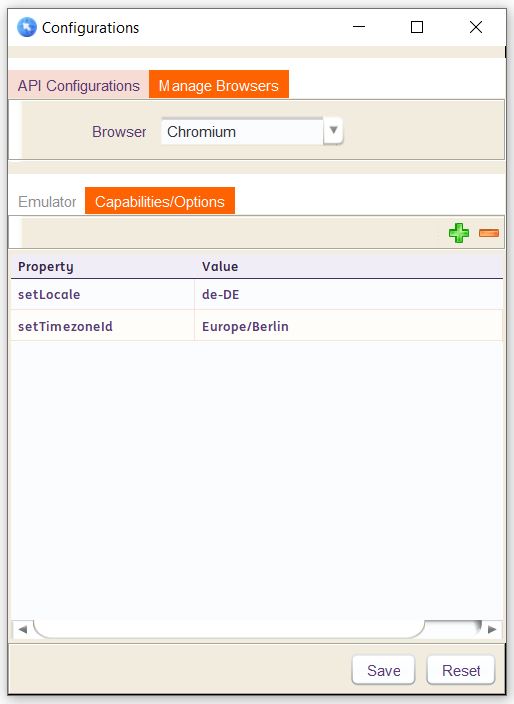 Configurations
API Configurations Manage Browsers
Browser Chromium
Emulator Capabilities/Options
Property Value
setLocale de-DE
setTimezoneId Europe/Berlin
Save Reset